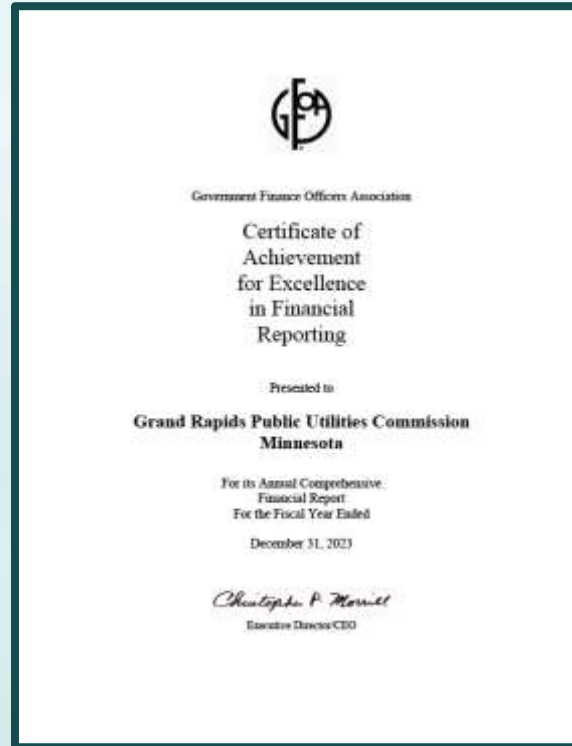 GFOA
Government Finance Officers Association
Certificate of
Achievement
for Excellence
in Financial
Reporting
Presented to
Grand Rapids Public Utilities Commission
Minnesota
For its Annual Comprehensive
Financial Report
For the Fiscal Year Ended
December 31, 2023
Christopher P. Morrill
Executive Director/CEO